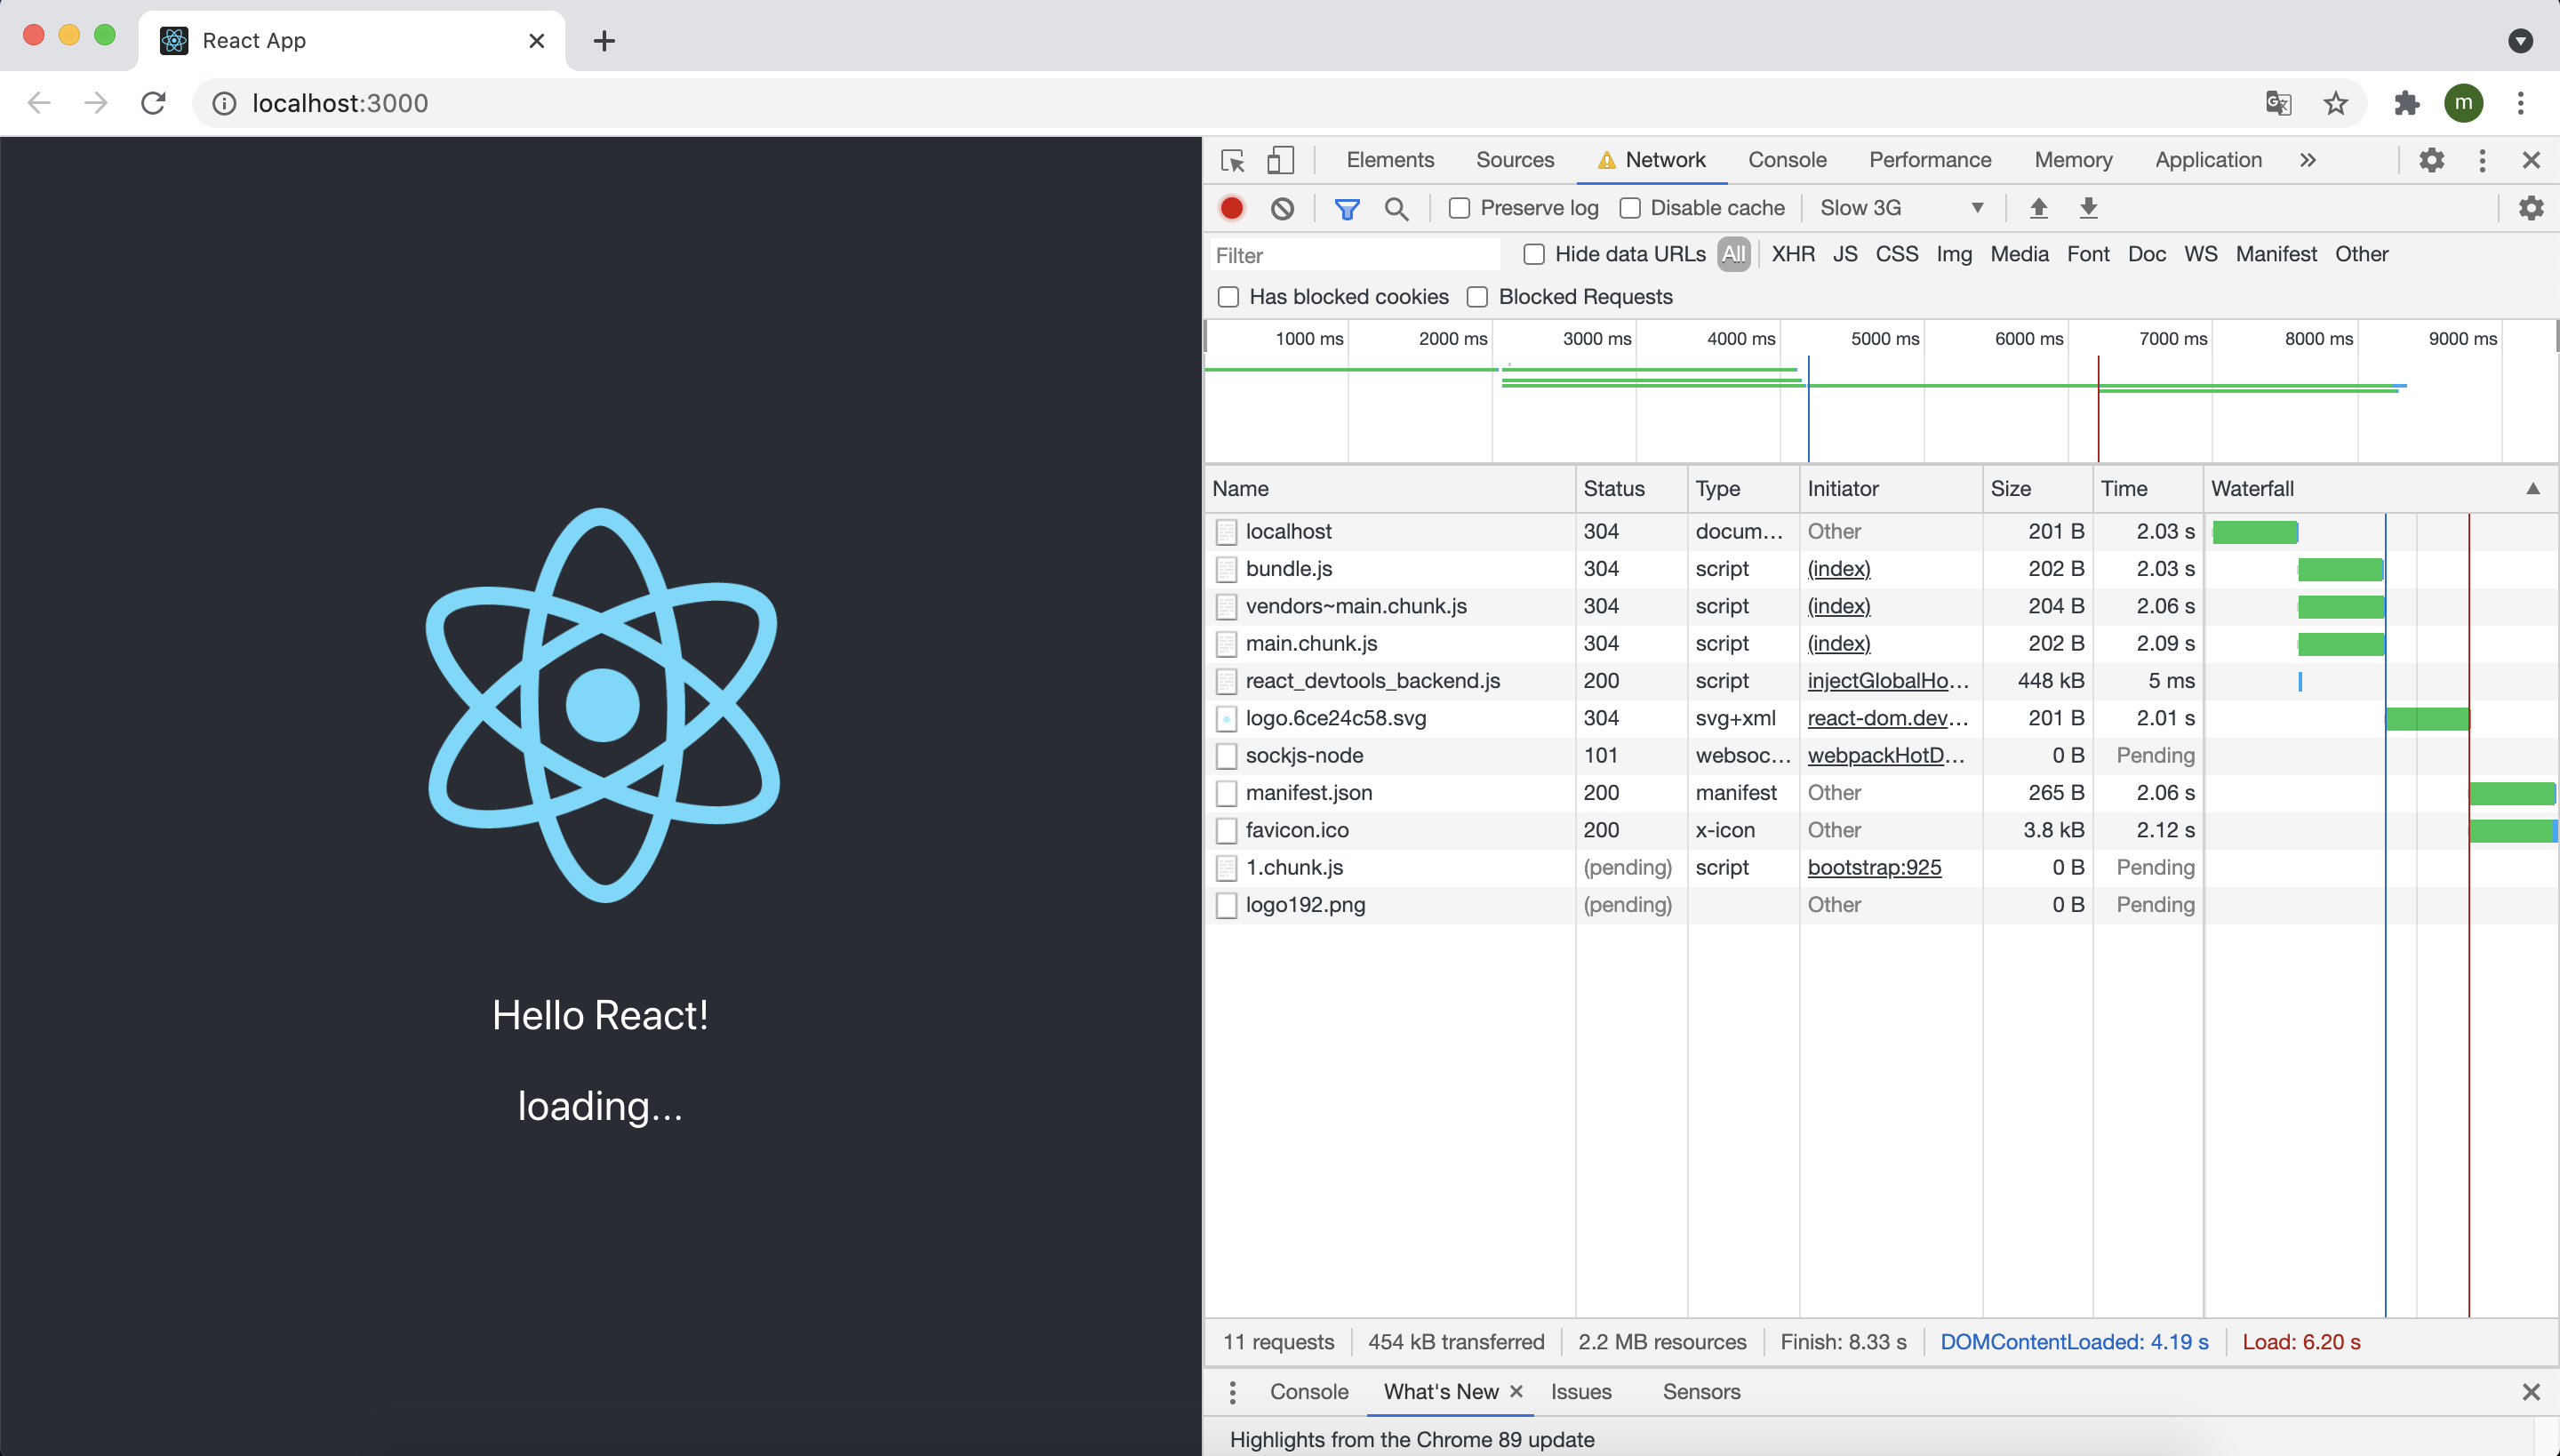 React App
localhost:3000
m
Elements Sources Network Console Performance Memory Application
Preserve log Disable cache Slow 3G
Filter Hide data URLs All XHR JS CSS Img Media Font Doc WS Manifest Other
Has blocked cookies Blocked Requests
1000 ms 2000 ms 3000 ms 4000 ms 5000 ms 6000 ms 7000 ms 8000 ms 9000 ms
Name Status Type Initiator Size Time Waterfall
localhost 304 docum... Other 201 B 2.03 s
bundle.js 304 script (index) 202 B 2.03 s
vendors~main.chunk.js 304 script (index) 204 B 2.06 s
main.chunk.js 304 script (index) 202 B 2.09 s
react_devtools_backend.js 200 script injectGlobalHo... 448 kB 5 ms
logo.6ce24c58.svg 304 svg+xml react-dom.dev... 201 B 2.01 s
sockjs-node 101 websoc... webpackHotD... 0 B Pending
manifest.json 200 manifest Other 265 B 2.06 s
favicon.ico 200 x-icon Other 3.8 kB 2.12 s
1.chunk.js (pending) script bootstrap:925 0 B Pending
logo192.png (pending) Other 0 B Pending
Hello React!
loading...
11 requests 454 kB transferred 2.2 MB resources Finish: 8.33 s DOMContentLoaded: 4.19 s Load: 6.20 s
Console What's New Issues Sensors
Highlights from the Chrome 89 update